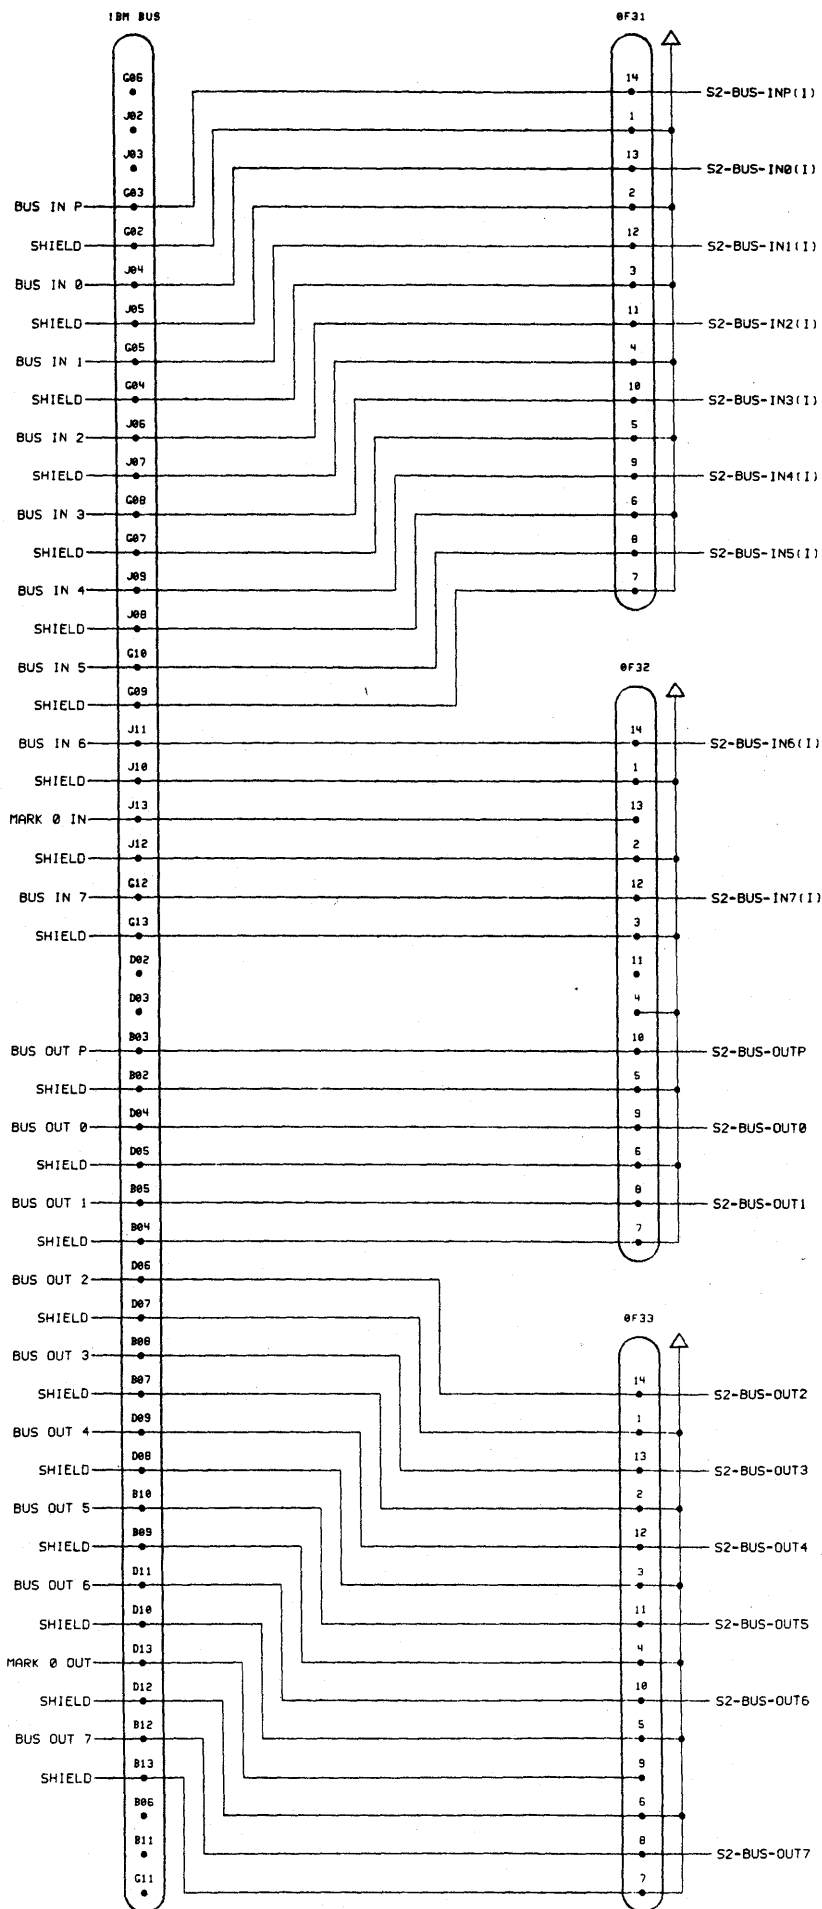 IBM BUS 0F31
G06 14 S2-BUS-INP(I)
J02 1
J03 13 S2-BUS-IN0(I)
BUS IN P G03 2
SHIELD G02 12 S2-BUS-IN1(I)
BUS IN 0 J04 3
SHIELD J05 11 S2-BUS-IN2(I)
BUS IN 1 G05 4
SHIELD G04 10 S2-BUS-IN3(I)
BUS IN 2 J06 5
SHIELD J07 9 S2-BUS-IN4(I)
BUS IN 3 G08 6
SHIELD G07 8 S2-BUS-IN5(I)
BUS IN 4 J09 7
SHIELD J08
BUS IN 5 G10 0F32
SHIELD G09
BUS IN 6 J11 14 S2-BUS-IN6(I)
SHIELD J10 1
MARK 0 IN J13 13
SHIELD J12 2
BUS IN 7 G12 12 S2-BUS-IN7(I)
SHIELD G13 3
D02 11
D03 4
BUS OUT P B03 10 S2-BUS-OUTP
SHIELD B02 5
BUS OUT 0 D04 9 S2-BUS-OUT0
SHIELD D05 6
BUS OUT 1 B05 8 S2-BUS-OUT1
SHIELD B04 7
BUS OUT 2 D06
SHIELD D07 0F33
BUS OUT 3 B08
SHIELD B07 14 S2-BUS-OUT2
BUS OUT 4 D09 1
SHIELD D08 13 S2-BUS-OUT3
BUS OUT 5 B10 2
SHIELD B09 12 S2-BUS-OUT4
BUS OUT 6 D11 3
SHIELD D10 11 S2-BUS-OUT5
MARK 0 OUT D13 4
SHIELD D12 10 S2-BUS-OUT6
BUS OUT 7 B12 5
SHIELD B13 9
B06 6
B11 8 S2-BUS-OUT7
G11 7